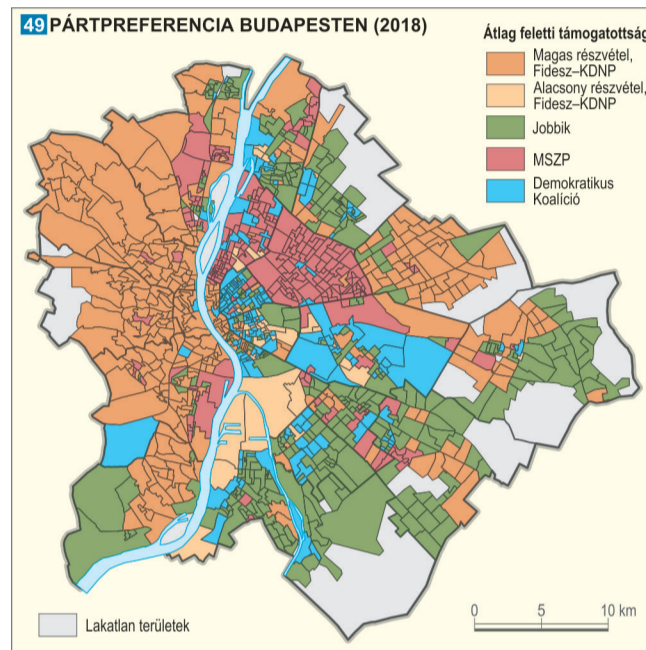 49 PÁRTPREFERENCIA BUDAPESTEN (2018)
Átlag feletti támogatottság
Magas részvétel,
Fidesz–KDNP
Alacsony részvétel,
Fidesz–KDNP
Jobbik
MSZP
Demokratikus
Koalíció
Lakatlan területek
0 5 10 km